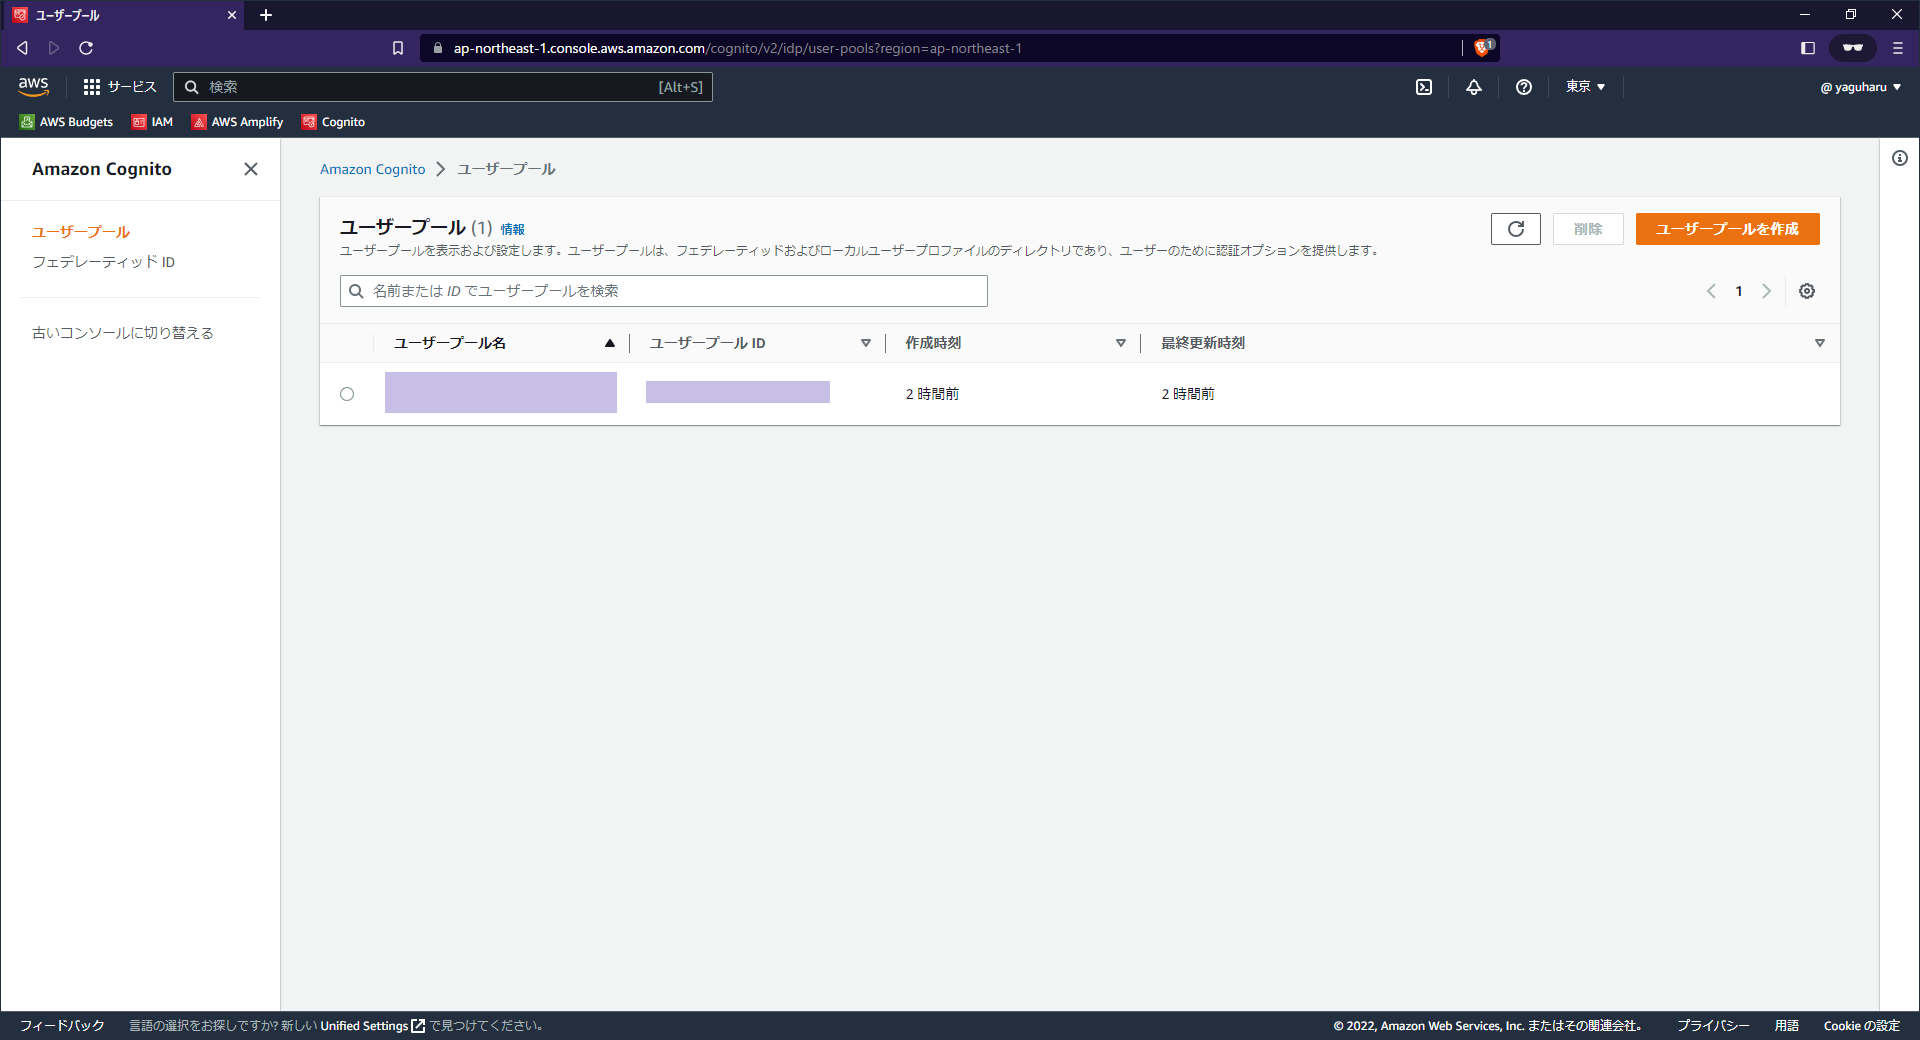 ユーザープール
ap-northeast-1.console.aws.amazon.com/cognito/v2/idp/user-pools?region=ap-northeast-1
1
aws
サービス
検索
[Alt+S]
東京 ▼
@ yaguharu ▼
AWS Budgets
IAM
AWS Amplify
Cognito
Amazon Cognito
ユーザープール
フェデレーティッド ID
古いコンソールに切り替える
Amazon Cognito > ユーザープール
ユーザープール (1) 情報
ユーザープールを表示および設定します。ユーザープールは、フェデレーティッドおよびローカルユーザープロファイルのディレクトリであり、ユーザーのために認証オプションを提供します。
削除
ユーザープールを作成
名前または ID でユーザープールを検索
1
ユーザープール名
ユーザープール ID
作成時刻
最終更新時刻
2 時間前
2 時間前
フィードバック
言語の選択をお探しですか? 新しい Unified Settings で見つけてください。
© 2022, Amazon Web Services, Inc. またはその関連会社。
プライバシー
用語
Cookie の設定